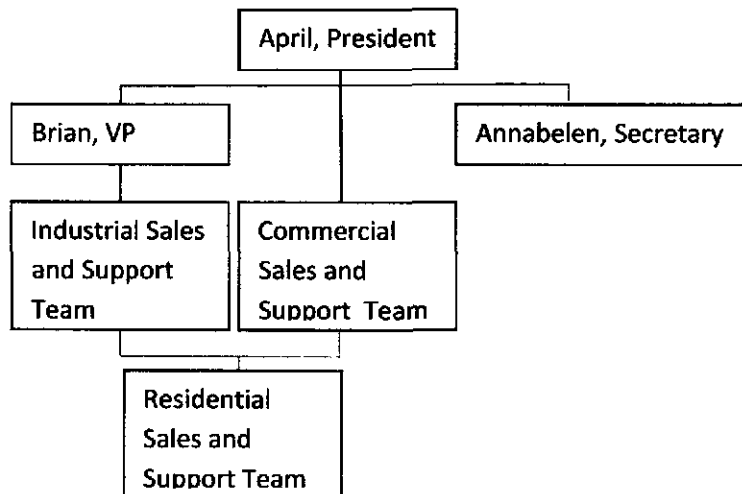 April, President
Brian, VP
Annabelen, Secretary
Industrial Sales
and Support
Team
Commercial
Sales and
Support Team
Residential
Sales and
Support Team